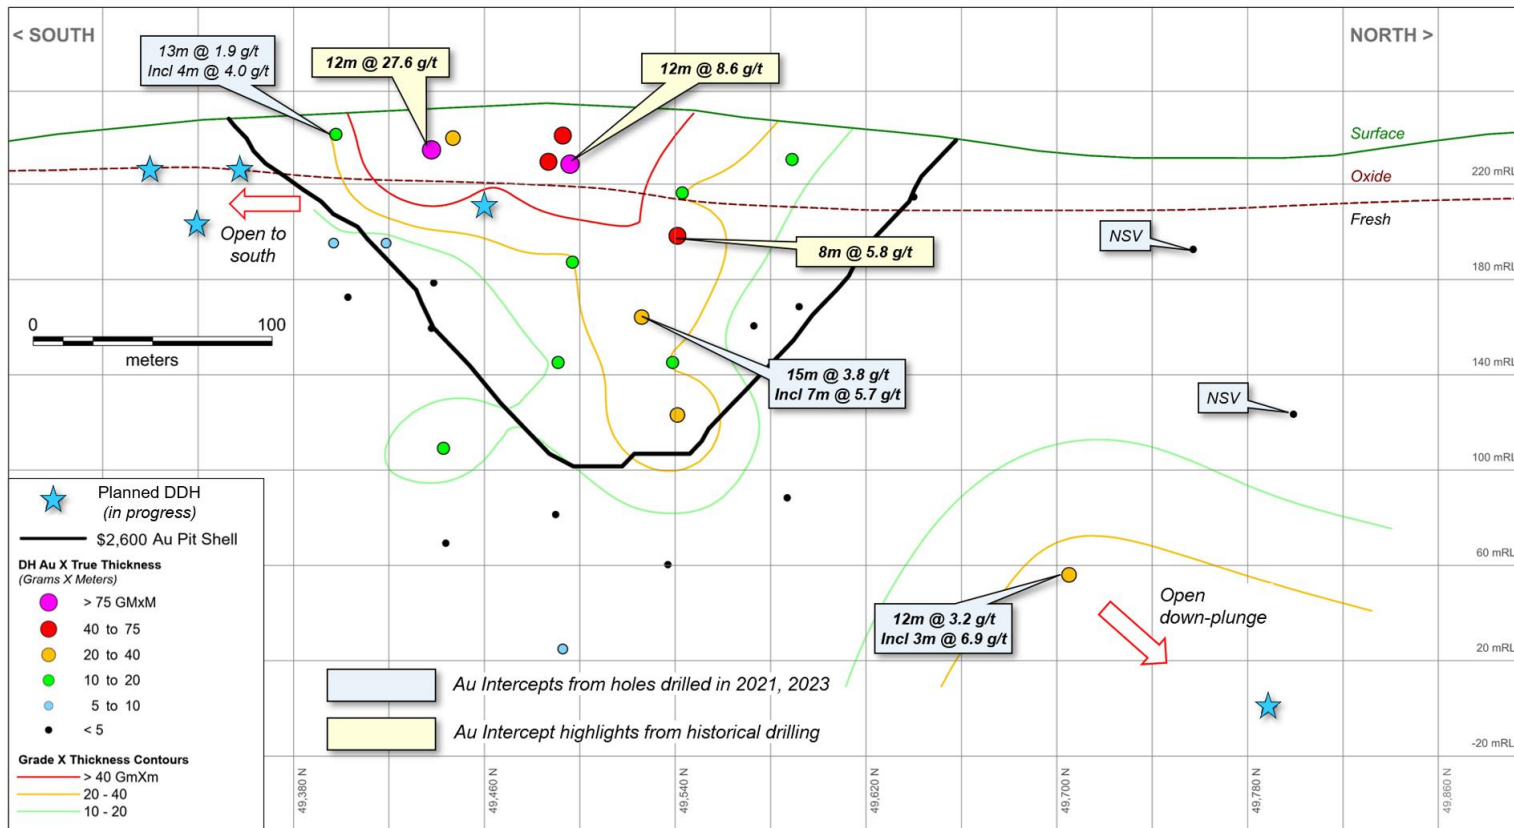 < SOUTH
NORTH >
13m @ 1.9 g/t
Incl 4m @ 4.0 g/t
12m @ 27.6 g/t
12m @ 8.6 g/t
Surface
Oxide
220 mRL
Fresh
Open to
south
NSV
8m @ 5.8 g/t
180 mRL
0 100
meters
140 mRL
15m @ 3.8 g/t
Incl 7m @ 5.7 g/t
NSV
100 mRL
60 mRL
12m @ 3.2 g/t
Incl 3m @ 6.9 g/t
Open
down-plunge
20 mRL
-20 mRL
Planned DDH
(in progress)
$2,600 Au Pit Shell
DH Au X True Thickness
(Grams X Meters)
> 75 GMxM
40 to 75
20 to 40
10 to 20
5 to 10
< 5
Grade X Thickness Contours
> 40 GmXm
20 - 40
10 - 20
Au Intercepts from holes drilled in 2021, 2023
Au Intercept highlights from historical drilling
49,380 N
49,460 N
49,540 N
49,620 N
49,700 N
49,780 N
49,860 N